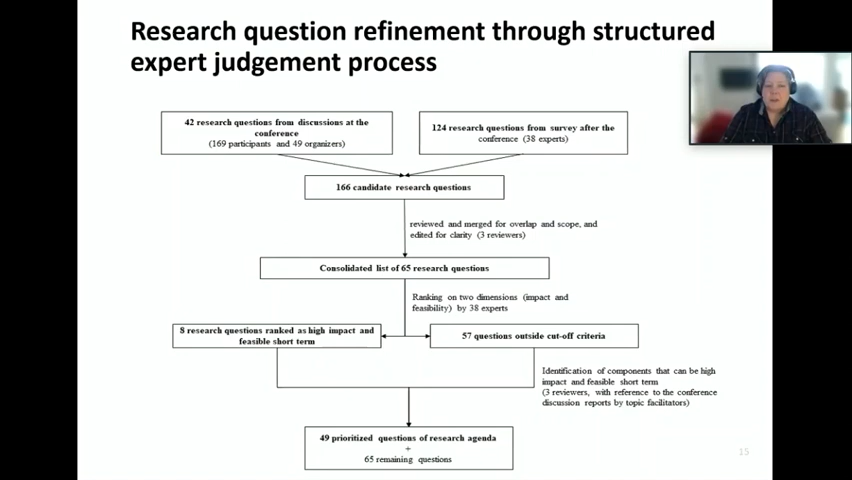 Research question refinement through structured
expert judgement process
42 research questions from discussions at the
conference
(169 participants and 49 organizers)
124 research questions from survey after the
conference (38 experts)
166 candidate research questions
reviewed and merged for overlap and scope, and
edited for clarity (3 reviewers)
Consolidated list of 65 research questions
Ranking on two dimensions (impact and
feasibility) by 38 experts
8 research questions ranked as high impact and
feasible short term
57 questions outside cut-off criteria
Identification of components that can be high
impact and feasible short term
(3 reviewers, with reference to the conference
discussion reports by topic facilitators)
49 prioritized questions of research agenda
+
65 remaining questions
15